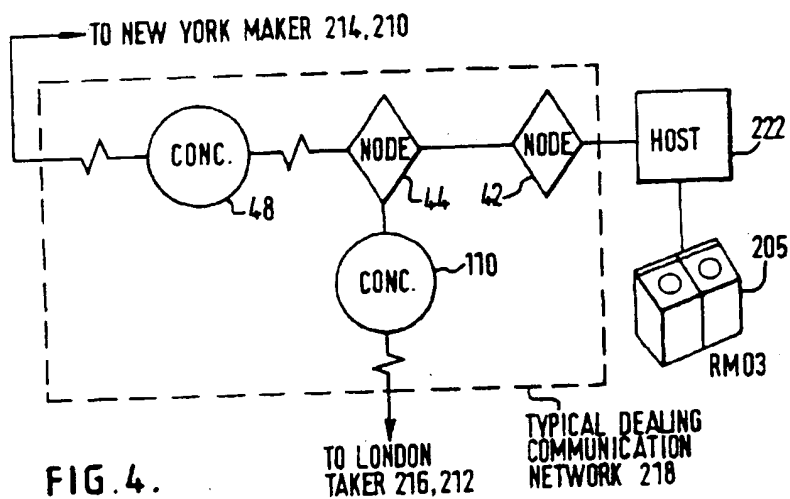 TO NEW YORK MAKER 214,210
CONC.
48
NODE
44
NODE
42
HOST
222
CONC.
110
205
RM03
TO LONDON
TAKER 216,212
TYPICAL DEALING
COMMUNICATION
NETWORK 218
FIG.4.